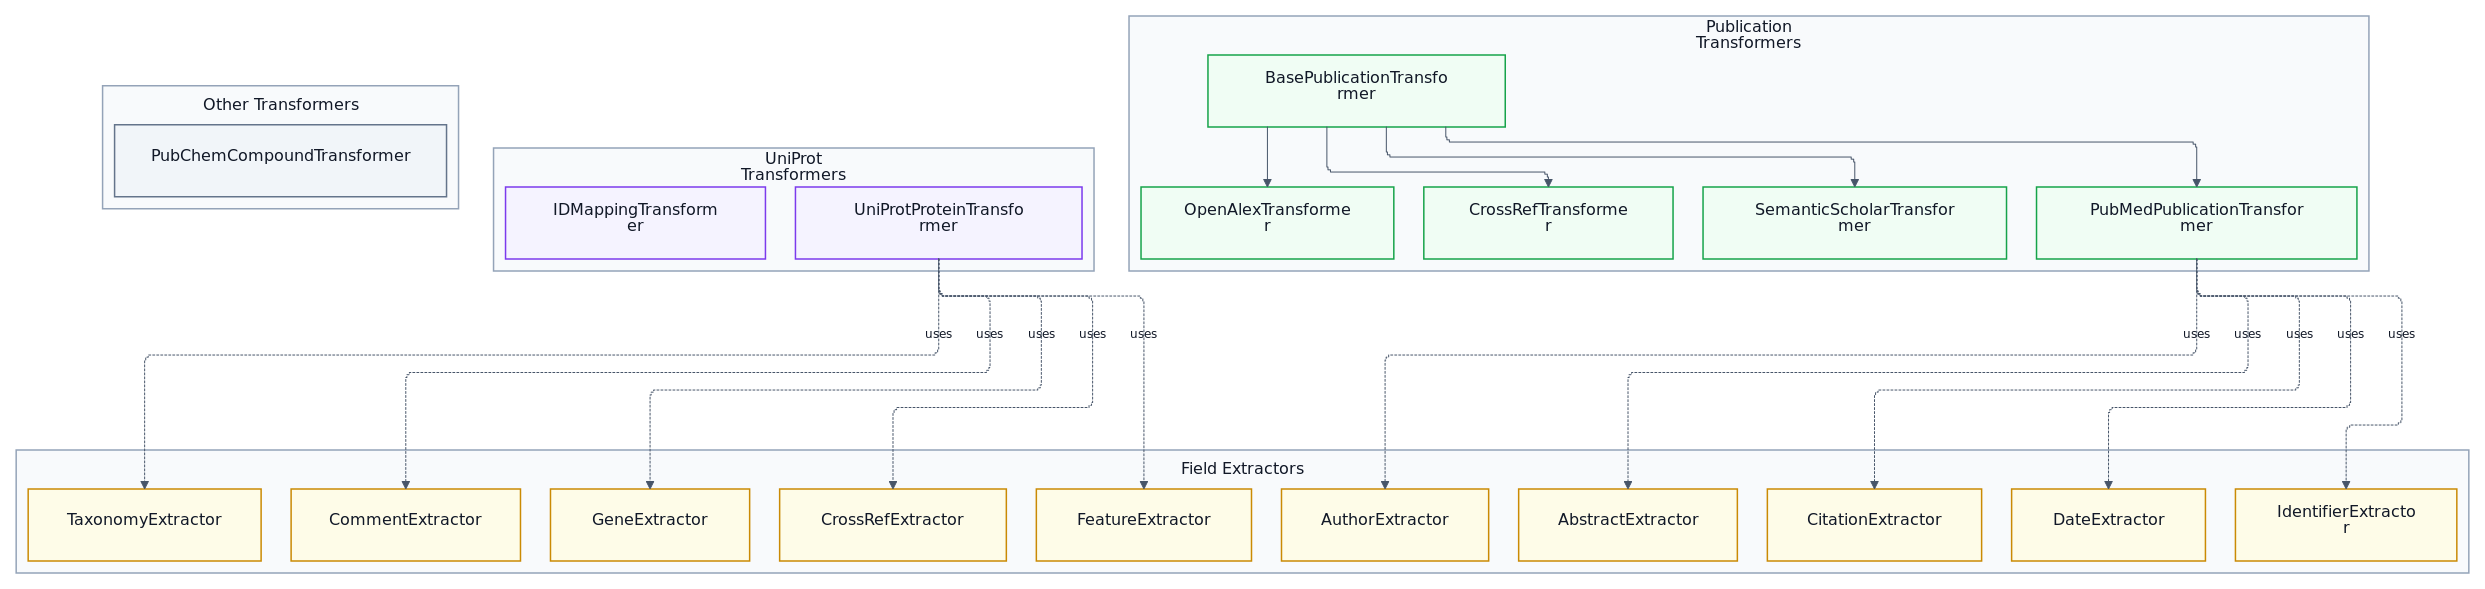 Publication
Transformers
BasePublicationTransfo
rmer
Other Transformers
PubChemCompoundTransformer
UniProt
Transformers
IDMappingTransform
er
UniProtProteinTransfo
rmer
OpenAlexTransforme
r
CrossRefTransforme
r
SemanticScholarTransfor
mer
PubMedPublicationTransfor
mer
uses
uses
uses
uses
uses
uses
uses
uses
uses
uses
Field Extractors
TaxonomyExtractor
CommentExtractor
GeneExtractor
CrossRefExtractor
FeatureExtractor
AuthorExtractor
AbstractExtractor
CitationExtractor
DateExtractor
IdentifierExtracto
r